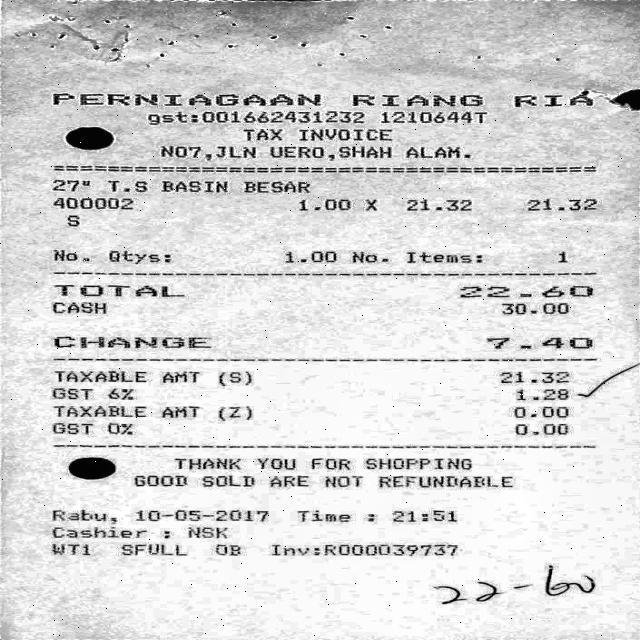 PERNIAGAAN RIANG RIA
gst:001662431232 1210644T
TAX INVOICE
NO7,JLN UERO,SHAH ALAM.
27" T.S BASIN BESAR
400002 1.00 X 21.32 21.32
S
No. Qtys: 1.00 No. Items: 1
TOTAL 22.60
CASH 30.00
CHANGE 7.40
TAXABLE AMT (S) 21.32
GST 6% 1.28
TAXABLE AMT (Z) 0.00
GST 0% 0.00
THANK YOU FOR SHOPPING
GOOD SOLD ARE NOT REFUNDABLE
Rabu, 10-05-2017 Time : 21:51
Cashier : NSK
WT1 SFULL OB Inv:R000039737
22-60